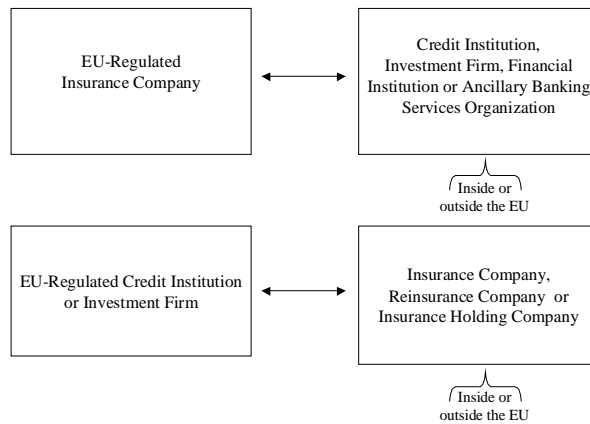 EU-Regulated
Insurance Company
Credit Institution,
Investment Firm, Financial
Institution or Ancillary Banking
Services Organization
Inside or
outside the EU
EU-Regulated Credit Institution
or Investment Firm
Insurance Company,
Reinsurance Company or
Insurance Holding Company
Inside or
outside the EU